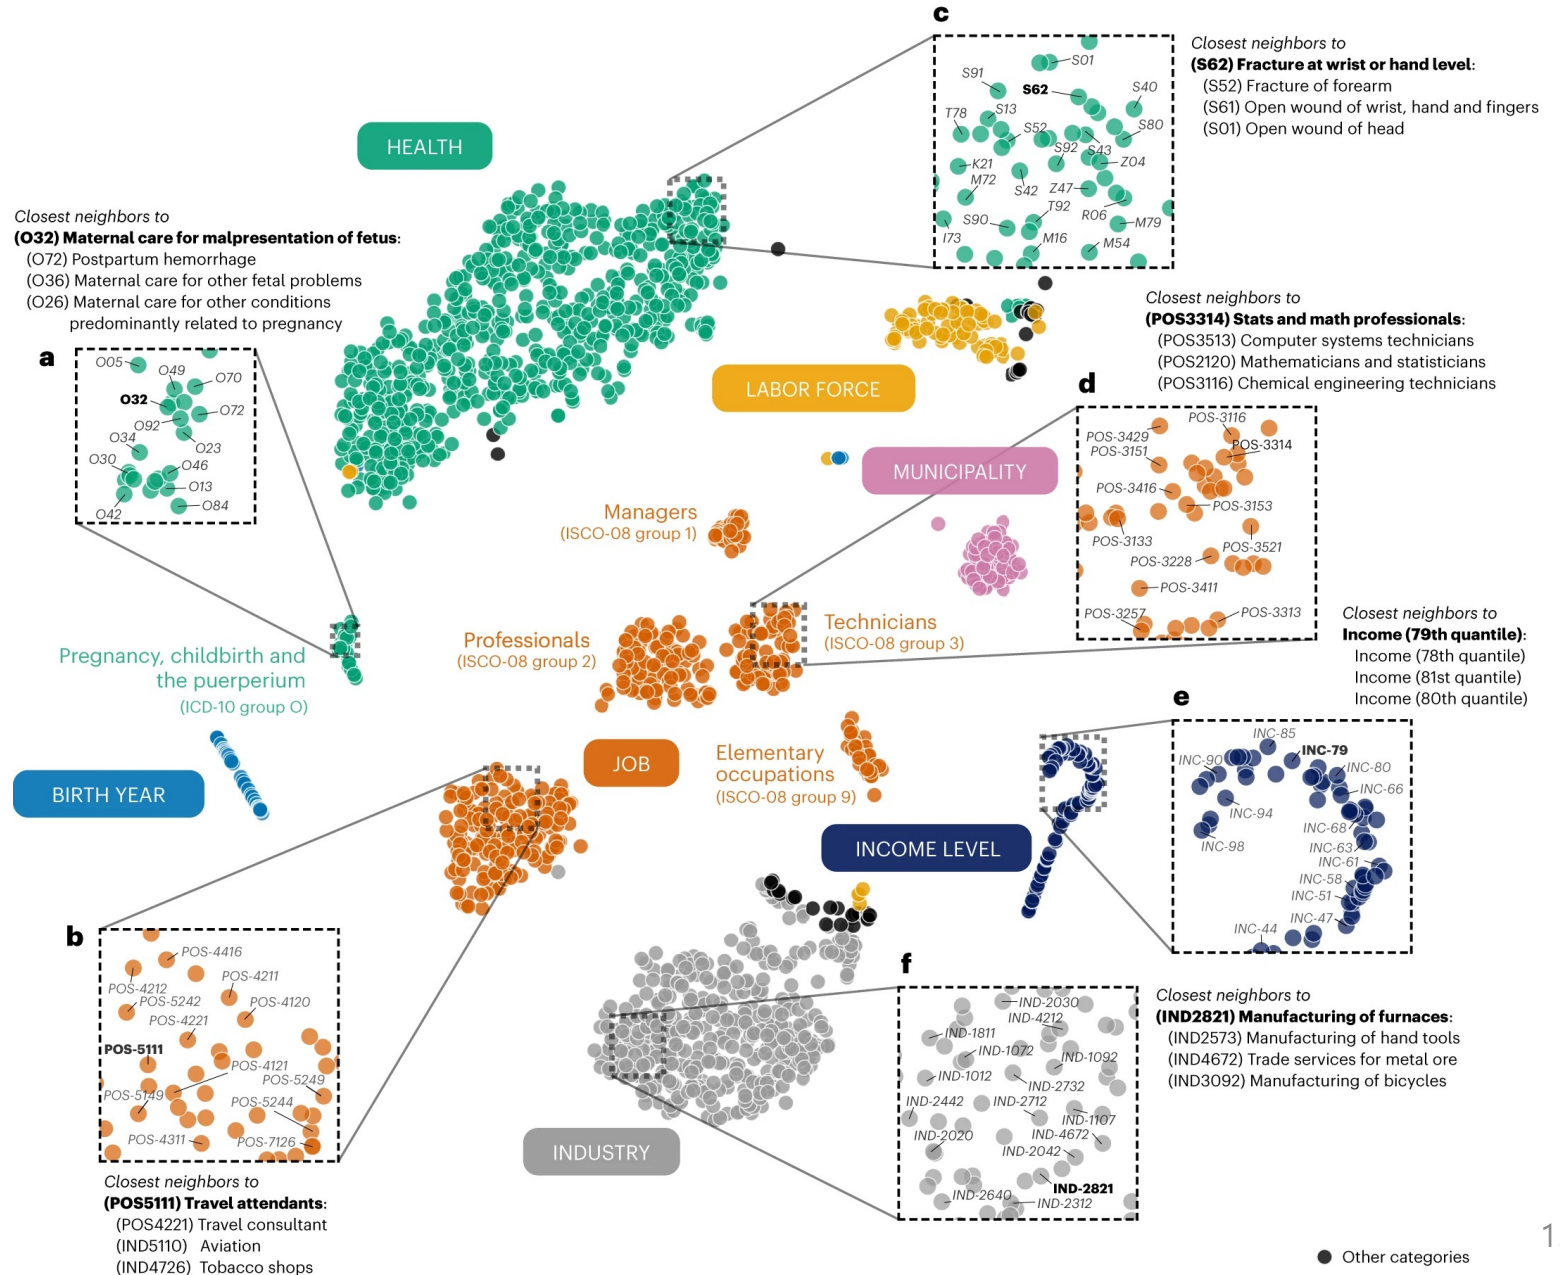 c
Closest neighbors to
(S62) Fracture at wrist or hand level:
(S52) Fracture of forearm
(S61) Open wound of wrist, hand and fingers
(S01) Open wound of head
S01
S91
S62
S40
S13
T78
S52
S80
S92
S43
Z04
K21
M72
S42
Z47
T92
R06
S90
M79
I73
M16
M54
HEALTH
Closest neighbors to
(O32) Maternal care for malpresentation of fetus:
(O72) Postpartum hemorrhage
(O36) Maternal care for other fetal problems
(O26) Maternal care for other conditions
predominantly related to pregnancy
a
O05
O49
O70
O32
O72
O92
O34
O23
O30
O46
O13
O84
O42
Closest neighbors to
(POS3314) Stats and math professionals:
(POS3513) Computer systems technicians
(POS2120) Mathematicians and statisticians
(POS3116) Chemical engineering technicians
LABOR FORCE
d
POS-3116
POS-3429
POS-3314
POS-3151
POS-3416
POS-3153
POS-3133
POS-3521
POS-3228
POS-3411
POS-3257
POS-3313
MUNICIPALITY
Managers
(ISCO-08 group 1)
Professionals
(ISCO-08 group 2)
Technicians
(ISCO-08 group 3)
Pregnancy, childbirth and
the puerperium
(ICD-10 group O)
Closest neighbors to
Income (79th quantile):
Income (78th quantile)
Income (81st quantile)
Income (80th quantile)
e
INC-85
INC-79
INC-90
INC-80
INC-66
INC-94
INC-68
INC-98
INC-63
INC-61
INC-58
INC-51
INC-47
INC-44
BIRTH YEAR
JOB
Elementary
occupations
(ISCO-08 group 9)
INCOME LEVEL
b
POS-4416
POS-4212
POS-4211
POS-5242
POS-4120
POS-4221
POS-5111
POS-4121
POS-5249
POS-5149
POS-5244
POS-4311
POS-7126
Closest neighbors to
(POS5111) Travel attendants:
(POS4221) Travel consultant
(IND5110) Aviation
(IND4726) Tobacco shops
f
IND-2030
IND-4212
IND-1811
IND-1072
IND-1092
IND-1012
IND-2732
IND-2442
IND-2712
IND-1107
IND-2020
IND-4672
IND-2042
IND-2821
IND-2640
IND-2312
Closest neighbors to
(IND2821) Manufacturing of furnaces:
(IND2573) Manufacturing of hand tools
(IND4672) Trade services for metal ore
(IND3092) Manufacturing of bicycles
INDUSTRY
Other categories